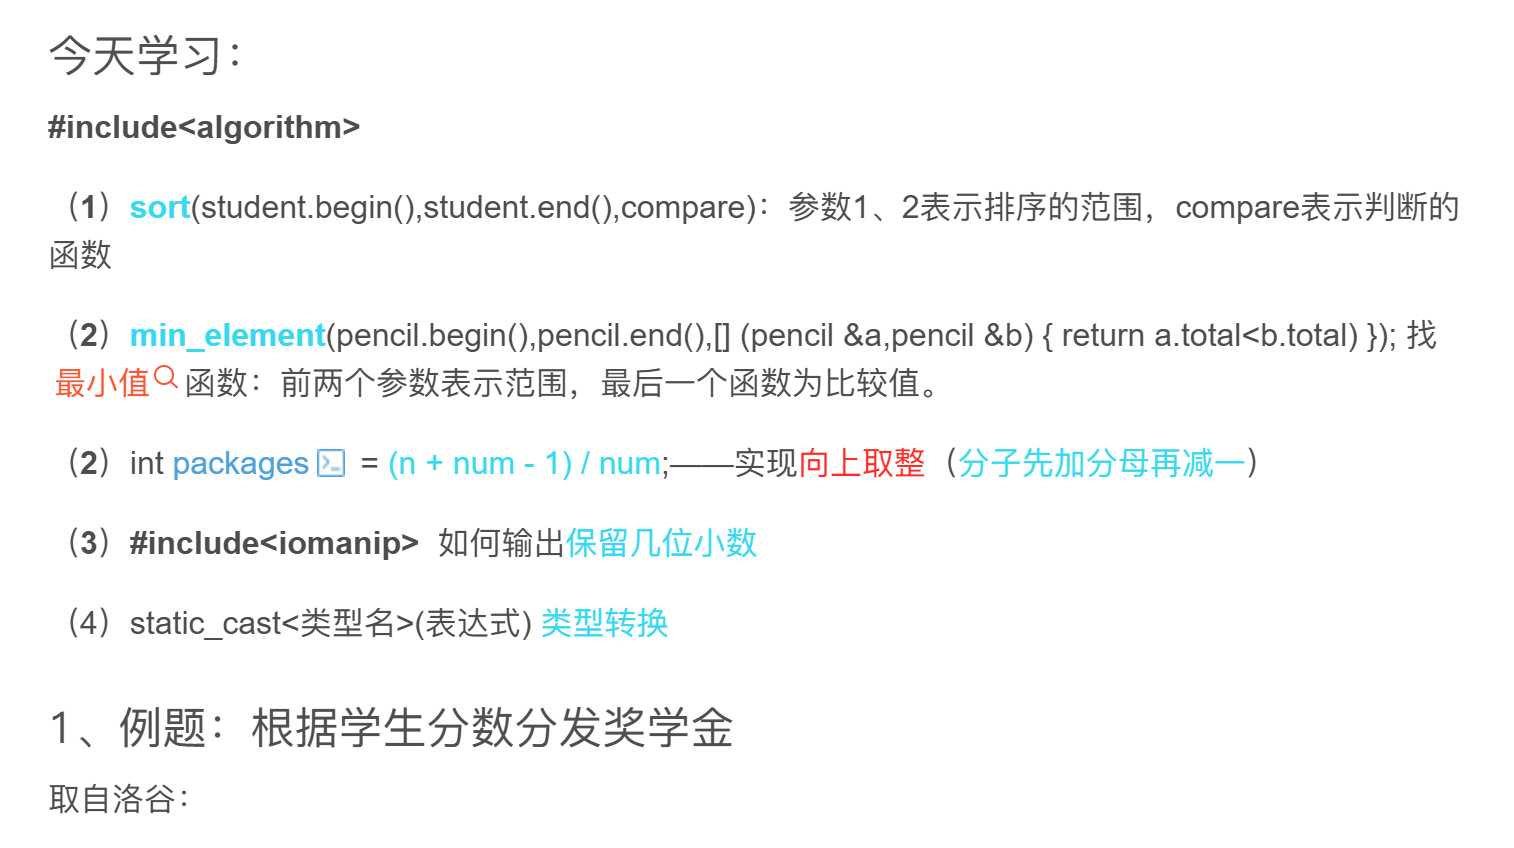 今天学习：
#include<algorithm>
（1）sort(student.begin(),student.end(),compare)：参数1、2表示排序的范围，compare表示判断的
函数
（2）min_element(pencil.begin(),pencil.end(),[] (pencil &a,pencil &b) { return a.total<b.total) }); 找
最小值 函数：前两个参数表示范围，最后一个函数为比较值。
（2）int packages = (n + num - 1) / num;——实现向上取整（分子先加分母再减一）
（3）#include<iomanip> 如何输出保留几位小数
（4）static_cast<类型名>(表达式) 类型转换
1、例题：根据学生分数分发奖学金
取自洛谷：